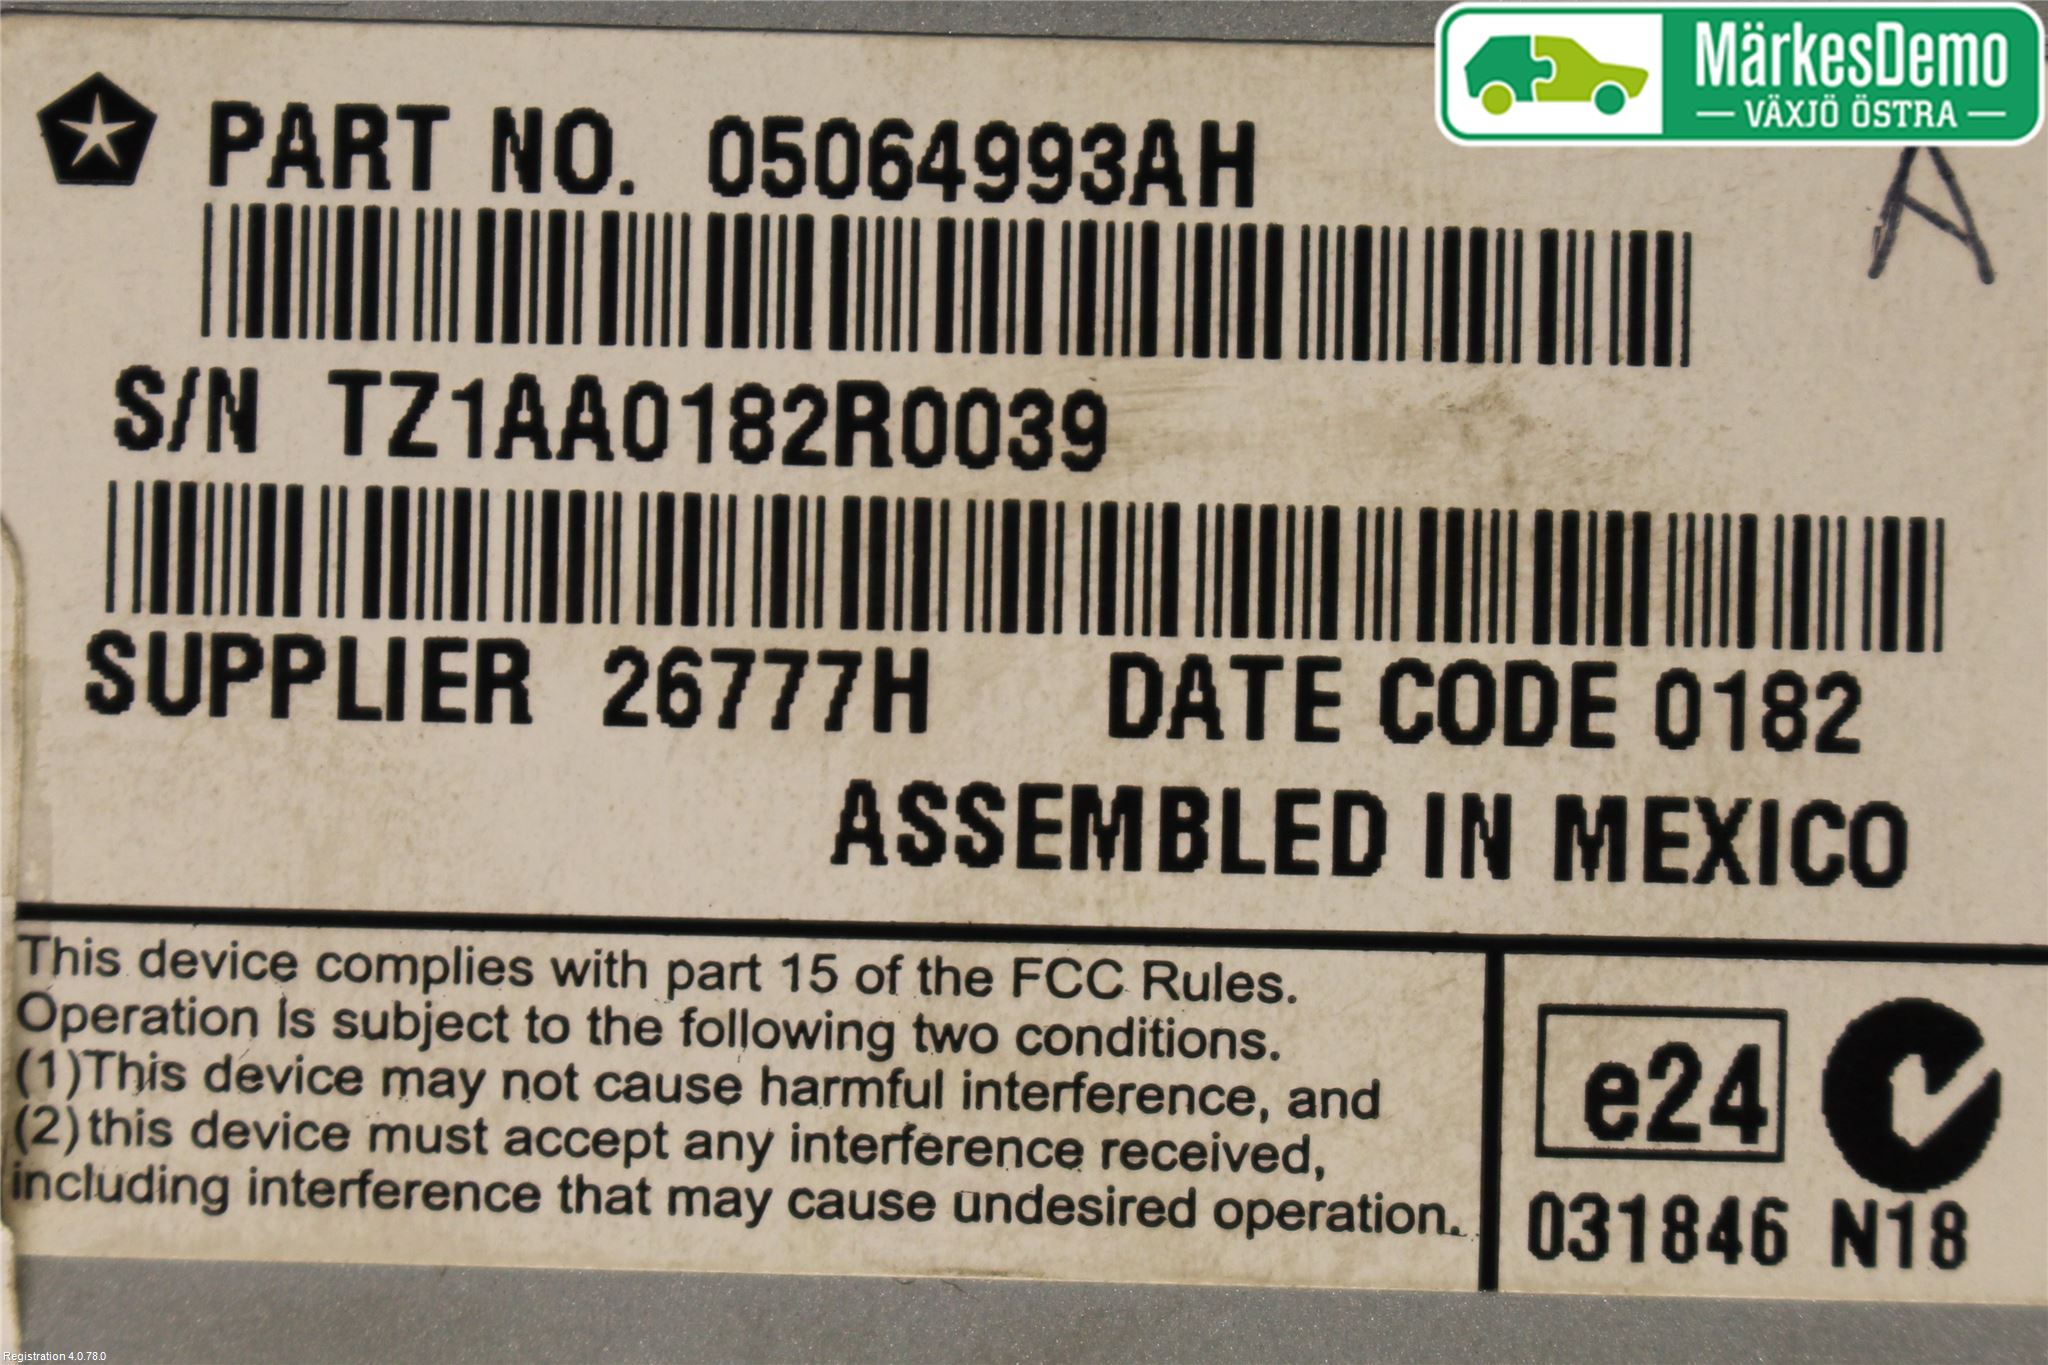 MärkesDemo
— VÄXJÖ ÖSTRA —
A
PART NO. 05064993AH
S/N TZ1AA0182R0039
SUPPLIER 26777H DATE CODE 0182
ASSEMBLED IN MEXICO
This device complies with part 15 of the FCC Rules.
Operation Is subject to the following two conditions.
(1)This device may not cause harmful interference, and
(2)this device must accept any interference received,
including interference that may cause undesired operation.
e24
031846 N18
Registration 4.0.78.0